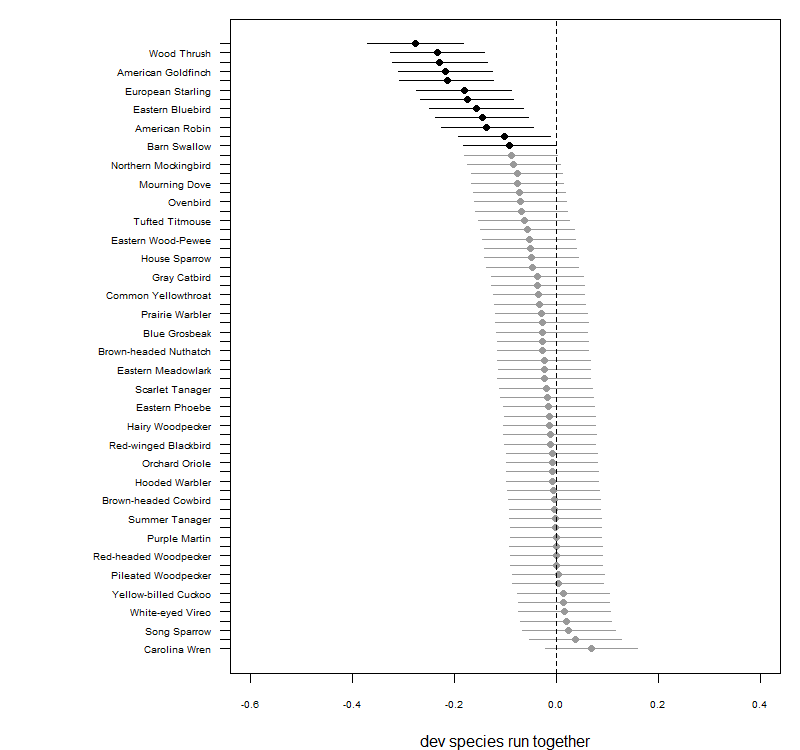 Wood Thrush
American Goldfinch
European Starling
Eastern Bluebird
American Robin
Barn Swallow
Northern Mockingbird
Mourning Dove
Ovenbird
Tufted Titmouse
Eastern Wood-Pewee
House Sparrow
Gray Catbird
Common Yellowthroat
Prairie Warbler
Blue Grosbeak
Brown-headed Nuthatch
Eastern Meadowlark
Scarlet Tanager
Eastern Phoebe
Hairy Woodpecker
Red-winged Blackbird
Orchard Oriole
Hooded Warbler
Brown-headed Cowbird
Summer Tanager
Purple Martin
Red-headed Woodpecker
Pileated Woodpecker
Yellow-billed Cuckoo
White-eyed Vireo
Song Sparrow
Carolina Wren
-0.6 -0.4 -0.2 0.0 0.2 0.4
dev species run together